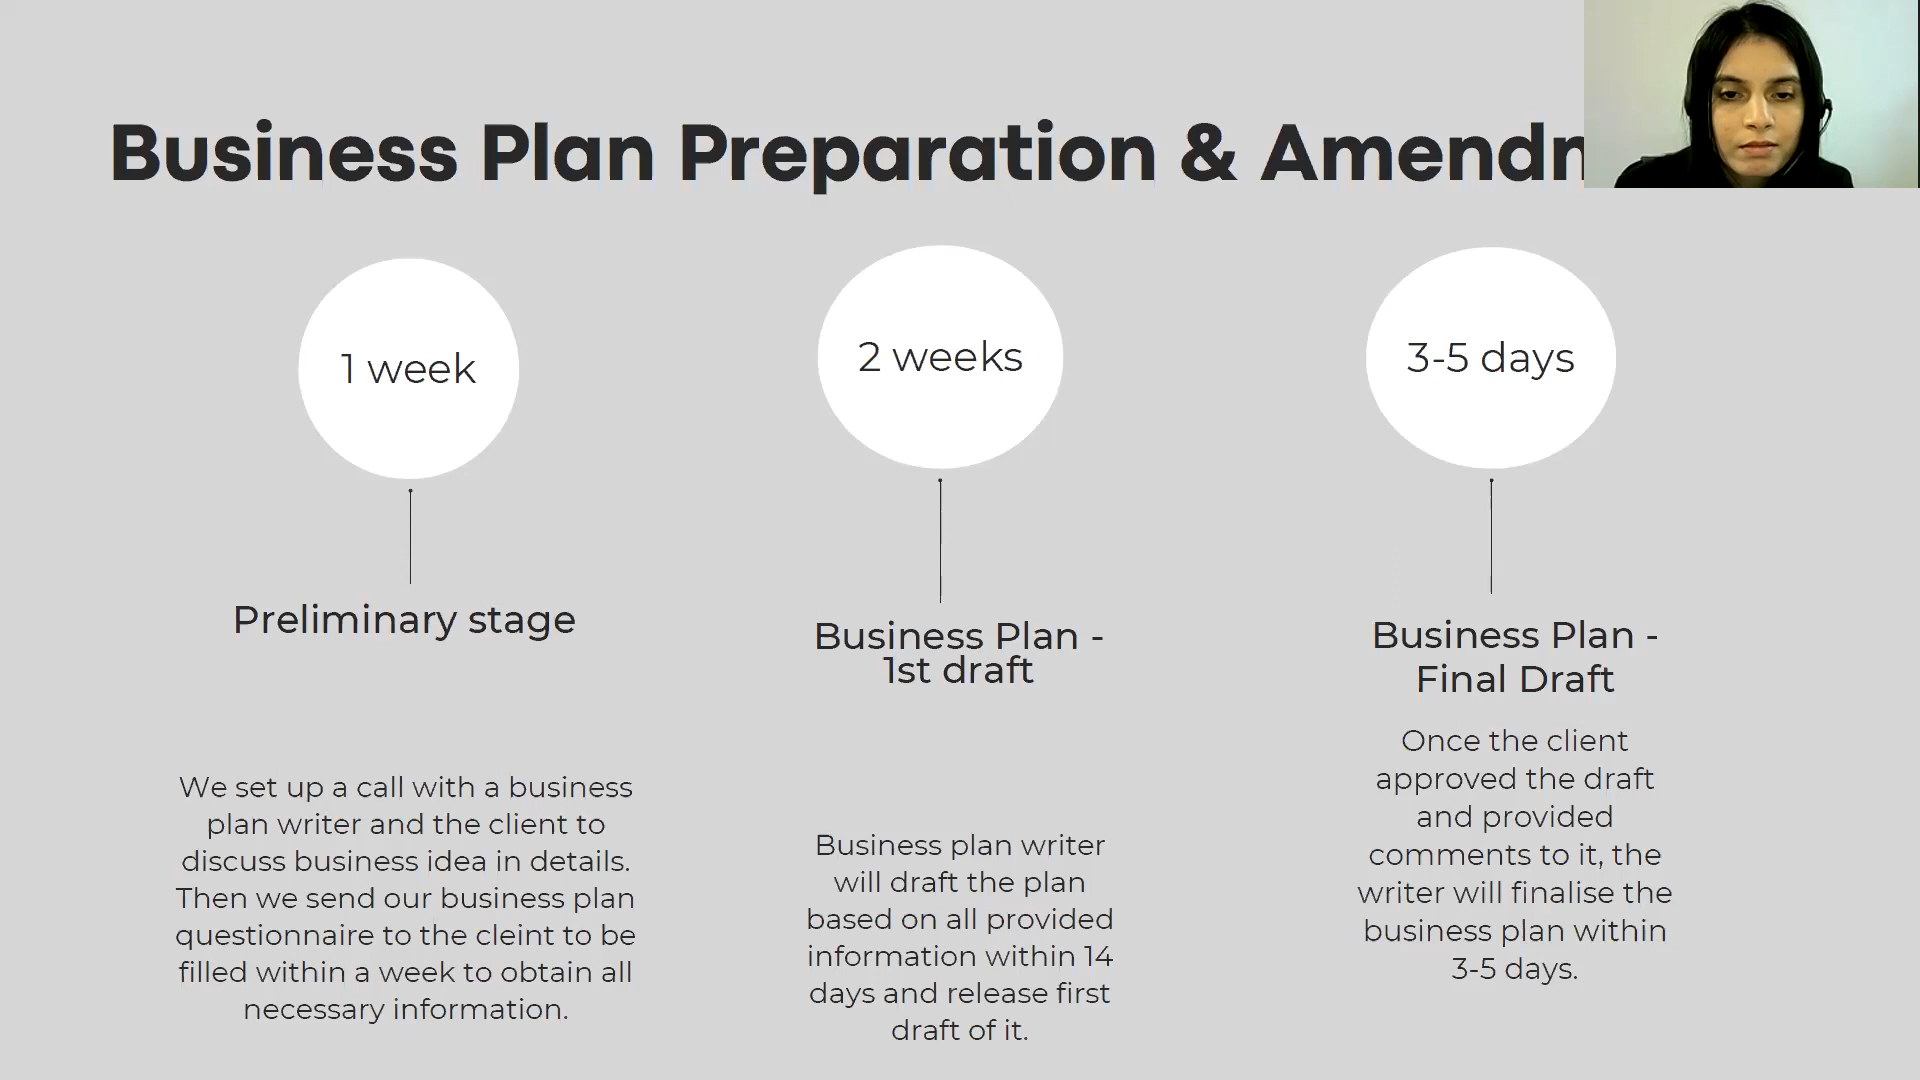 Business Plan Preparation & Amendm
1 week
Preliminary stage
We set up a call with a business
plan writer and the client to
discuss business idea in details.
Then we send our business plan
questionnaire to the cleint to be
filled within a week to obtain all
necessary information.
2 weeks
Business Plan -
1st draft
Business plan writer
will draft the plan
based on all provided
information within 14
days and release first
draft of it.
3-5 days
Business Plan -
Final Draft
Once the client
approved the draft
and provided
comments to it, the
writer will finalise the
business plan within
3-5 days.